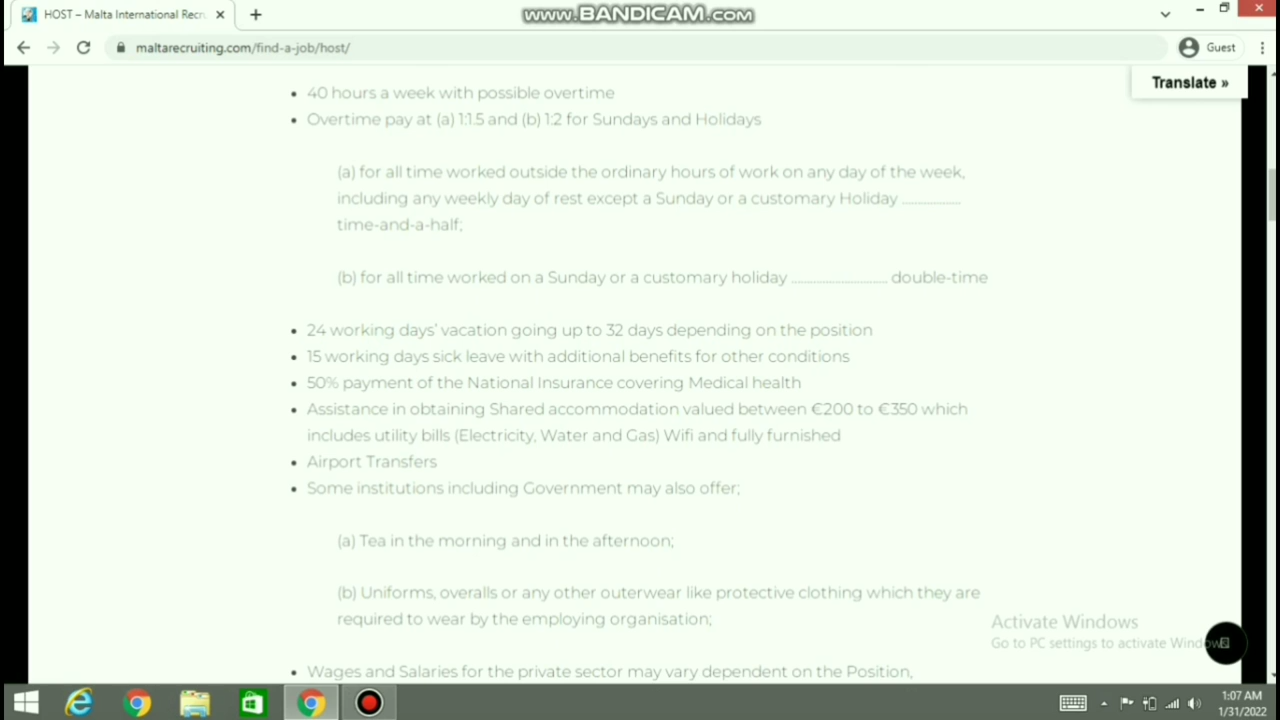 HOST – Malta International Recru
www.BANDICAM.com
maltarecruiting.com/find-a-job/host/
Guest
Translate »
• 40 hours a week with possible overtime
• Overtime pay at (a) 1:1.5 and (b) 1:2 for Sundays and Holidays
(a) for all time worked outside the ordinary hours of work on any day of the week,
including any weekly day of rest except a Sunday or a customary Holiday ..................
time-and-a-half;
(b) for all time worked on a Sunday or a customary holiday ............................. double-time
• 24 working days' vacation going up to 32 days depending on the position
• 15 working days sick leave with additional benefits for other conditions
• 50% payment of the National Insurance covering Medical health
• Assistance in obtaining Shared accommodation valued between €200 to €350 which
includes utility bills (Electricity, Water and Gas) Wifi and fully furnished
• Airport Transfers
• Some institutions including Government may also offer;
(a) Tea in the morning and in the afternoon;
(b) Uniforms, overalls or any other outerwear like protective clothing which they are
required to wear by the employing organisation;
Activate Windows
Go to PC settings to activate Windows
• Wages and Salaries for the private sector may vary dependent on the Position,
1:07 AM
1/31/2022